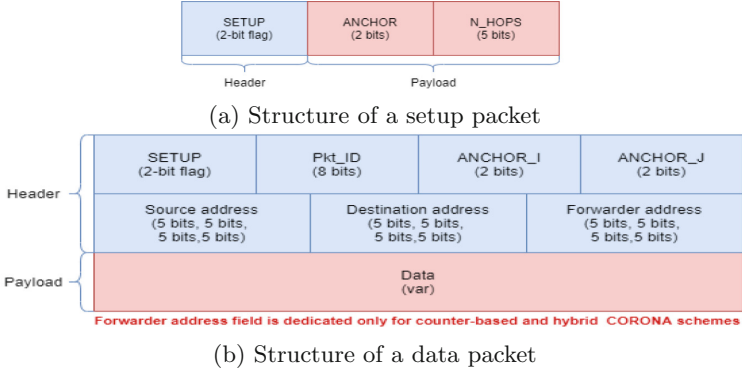 SETUP ANCHOR N_HOPS
(2-bit flag) (2 bits) (5 bits)
Header Payload
(a) Structure of a setup packet
SETUP Pkt_ID ANCHOR_I ANCHOR_J
(2-bit flag) (8 bits) (2 bits) (2 bits)
Header
Source address Destination address Forwarder address
(5 bits, 5 bits, (5 bits, 5 bits, (5 bits, 5 bits,
5 bits,5 bits) 5 bits,5 bits) 5 bits,5 bits)
Payload
Data
(var)
Forwarder address field is dedicated only for counter-based and hybrid CORONA schemes
(b) Structure of a data packet